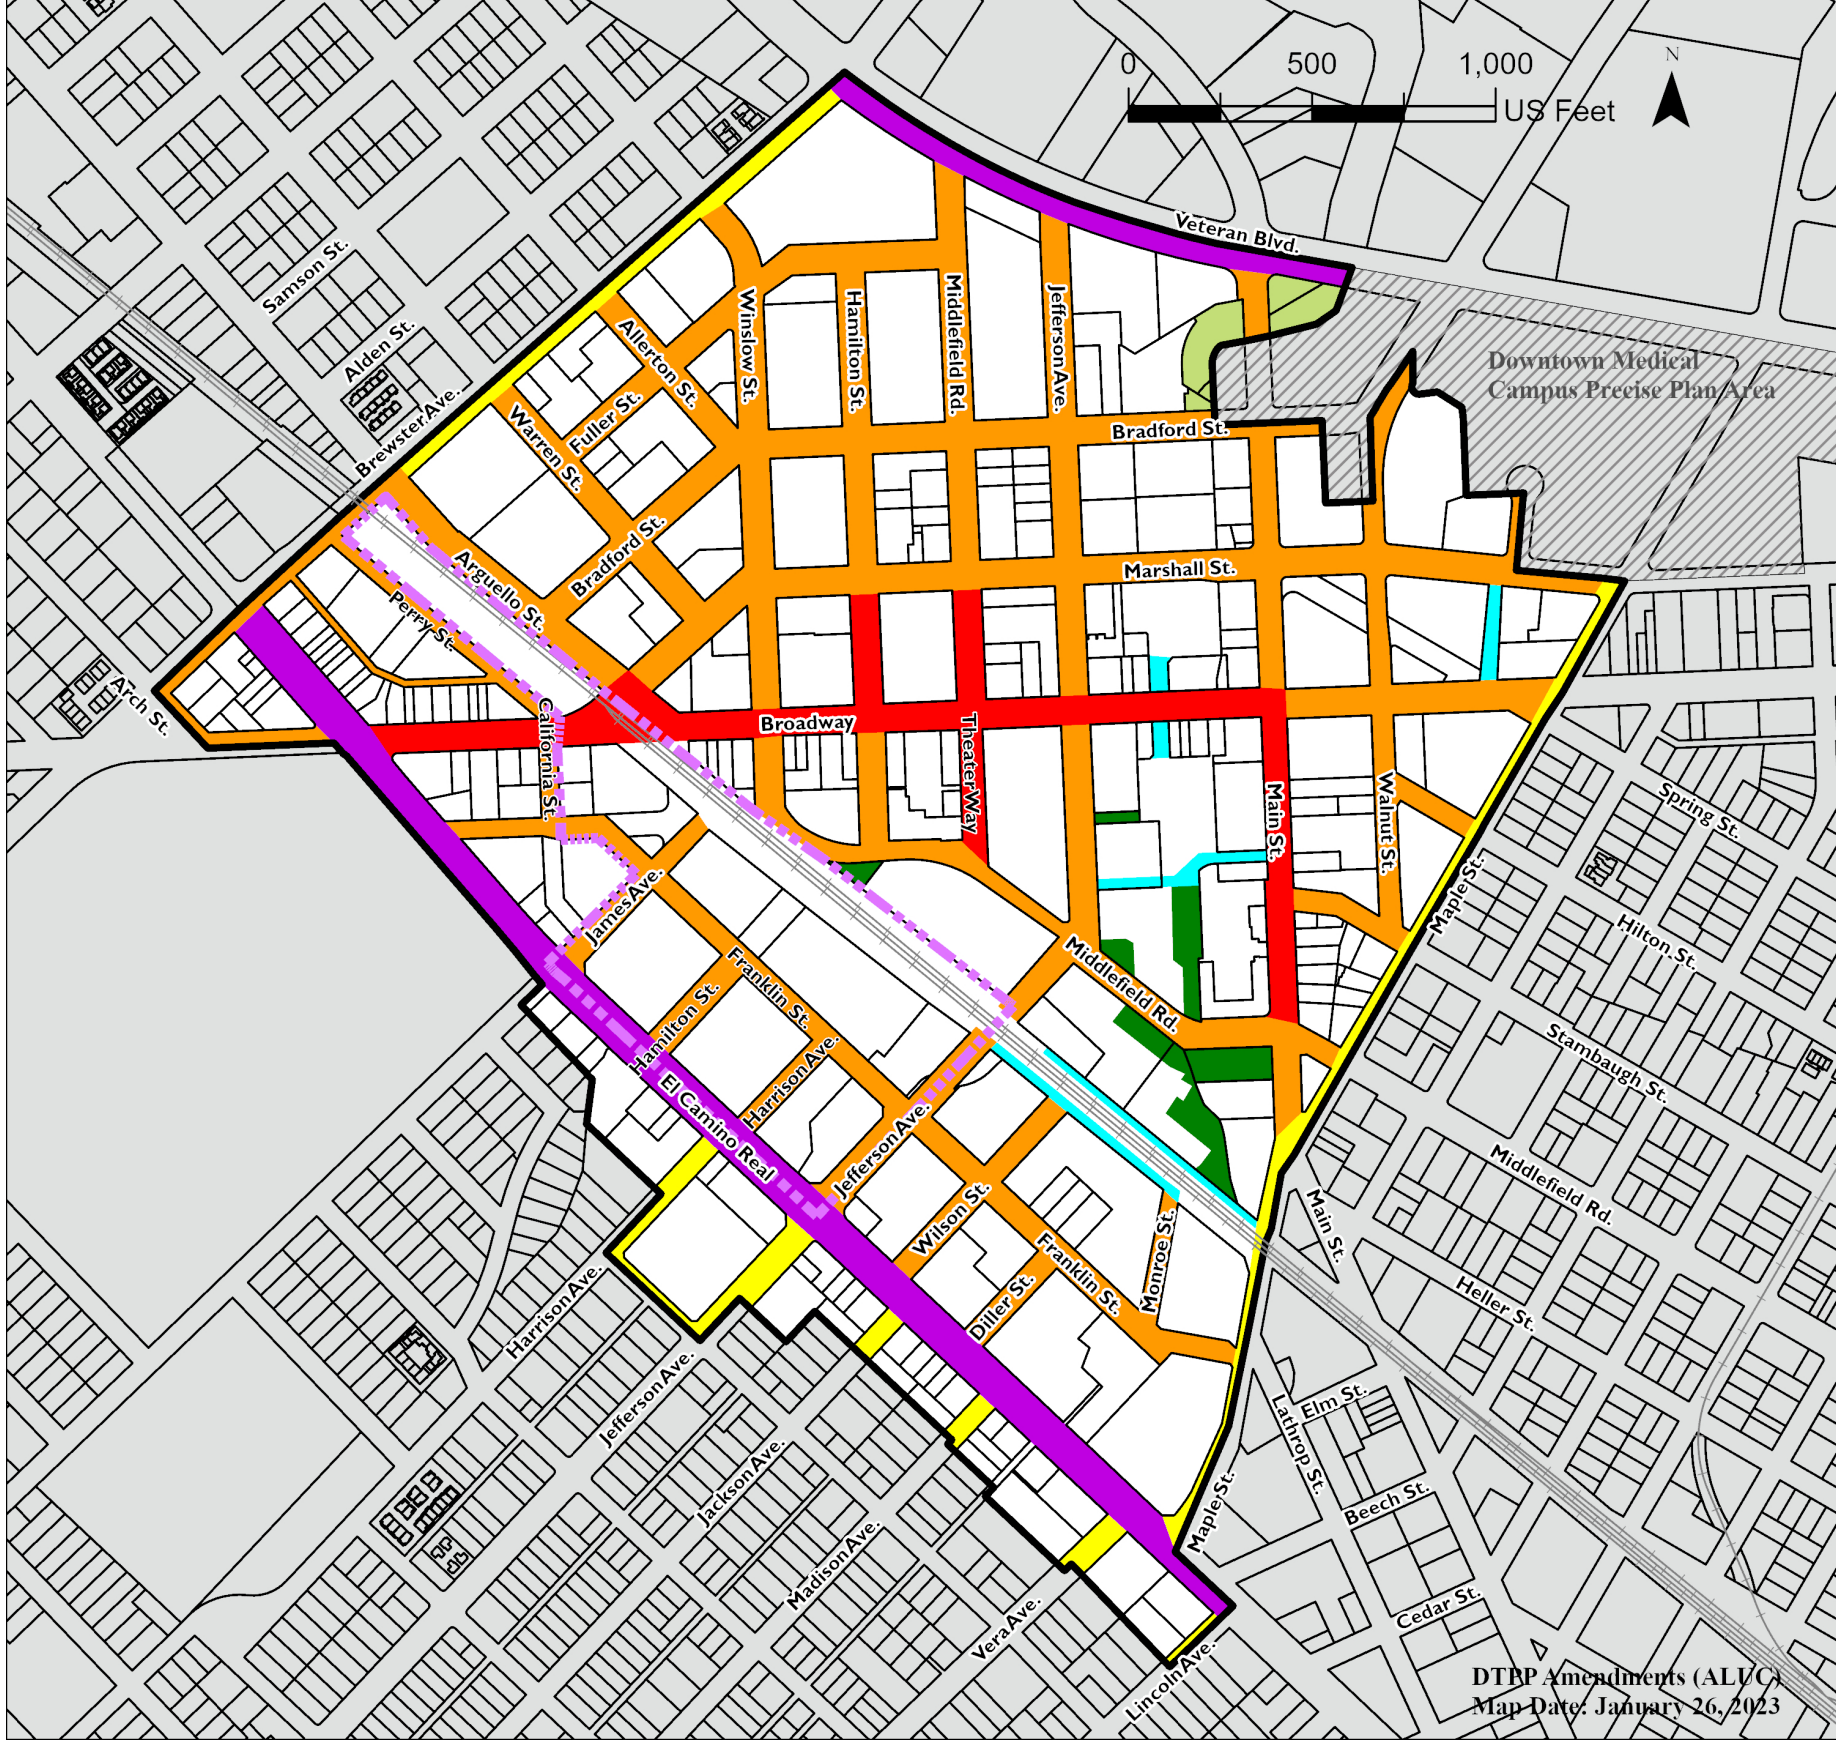 0 500 1,000
US Feet
N
Veteran Blvd.
Samson St.
Alden St.
Brewster Ave.
Winslow St.
Hamilton St.
Middlefield Rd.
Jefferson Ave.
Allerton St.
Fuller St.
Warren St.
Downtown Medical
Campus Precise Plan Area
Bradford St.
Bradford St.
Arguello St.
Marshall St.
Perry St.
Arch St.
California St.
Broadway
Theater Way
Main St.
Walnut St.
Maple St.
Spring St.
Hilton St.
James Ave.
Franklin St.
Middlefield Rd.
Hamilton St.
Harrison Ave.
El Camino Real
Jefferson Ave.
Stambaugh St.
Middlefield Rd.
Main St.
Wilson St.
Monroe St.
Franklin St.
Diller St.
Heller St.
Harrison Ave.
Jefferson Ave.
Elm St.
Lathrop St.
Jackson Ave.
Beech St.
Maple St.
Madison Ave.
Cedar St.
Vera Ave.
Lincoln Ave.
DTPP Amendments (ALUC)
Map Date: January 26, 2023